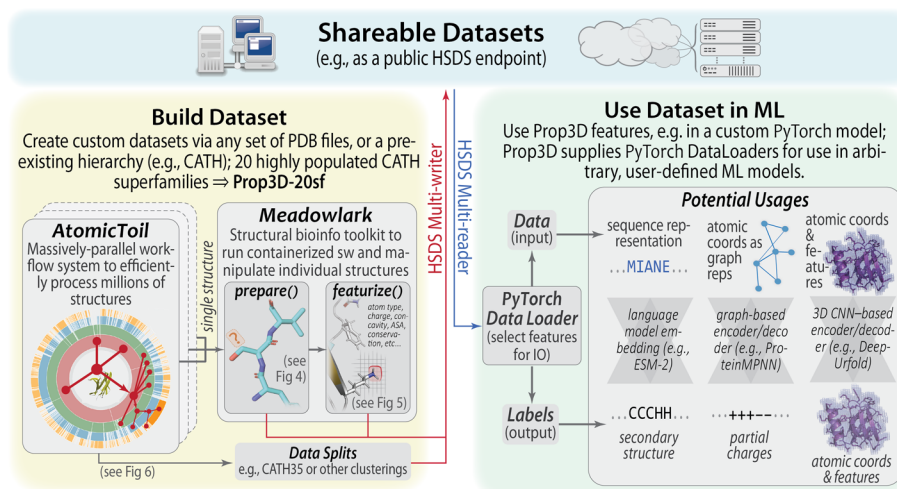 Shareable Datasets
(e.g., as a public HSDS endpoint)
Build Dataset
Create custom datasets via any set of PDB files, or a pre-
existing hierarchy (e.g., CATH); 20 highly populated CATH
superfamilies ⇒ Prop3D-20sf
AtomicToil
Massively-parallel work-
flow system to efficient-
ly process millions of
structures
(see Fig 6)
single structure
Meadowlark
Structural bioinfo toolkit to
run containerized sw and ma-
nipulate individual structures
prepare()
(see
Fig 4)
featurize()
atom type,
charge, con-
cavity, ASA,
conserva-
tion, etc...
(see Fig 5)
Data Splits
e.g., CATH35 or other clusterings
HSDS Multi-writer
HSDS Multi-reader
Use Dataset in ML
Use Prop3D features, e.g. in a custom PyTorch model;
Prop3D supplies PyTorch DataLoaders for use in arbi-
trary, user-defined ML models.
Data
(input)
PyTorch
Data Loader
(select features
for IO)
Labels
(output)
Potential Usages
sequence rep-
resentation
...MIANE...
atomic
coords as
graph
reps
atomic coords
&
fe-
atu-
res
language
model em-
bedding (e.g.,
ESM-2)
graph-based
encoder/deco
der (e.g., Pro-
teinMPNN)
3D CNN–based
encoder/decod-
er (e.g., Deep-
Urfold)
...CCCHH...
secondary
structure
...+++−−...
partial
charges
atomic coords
& features